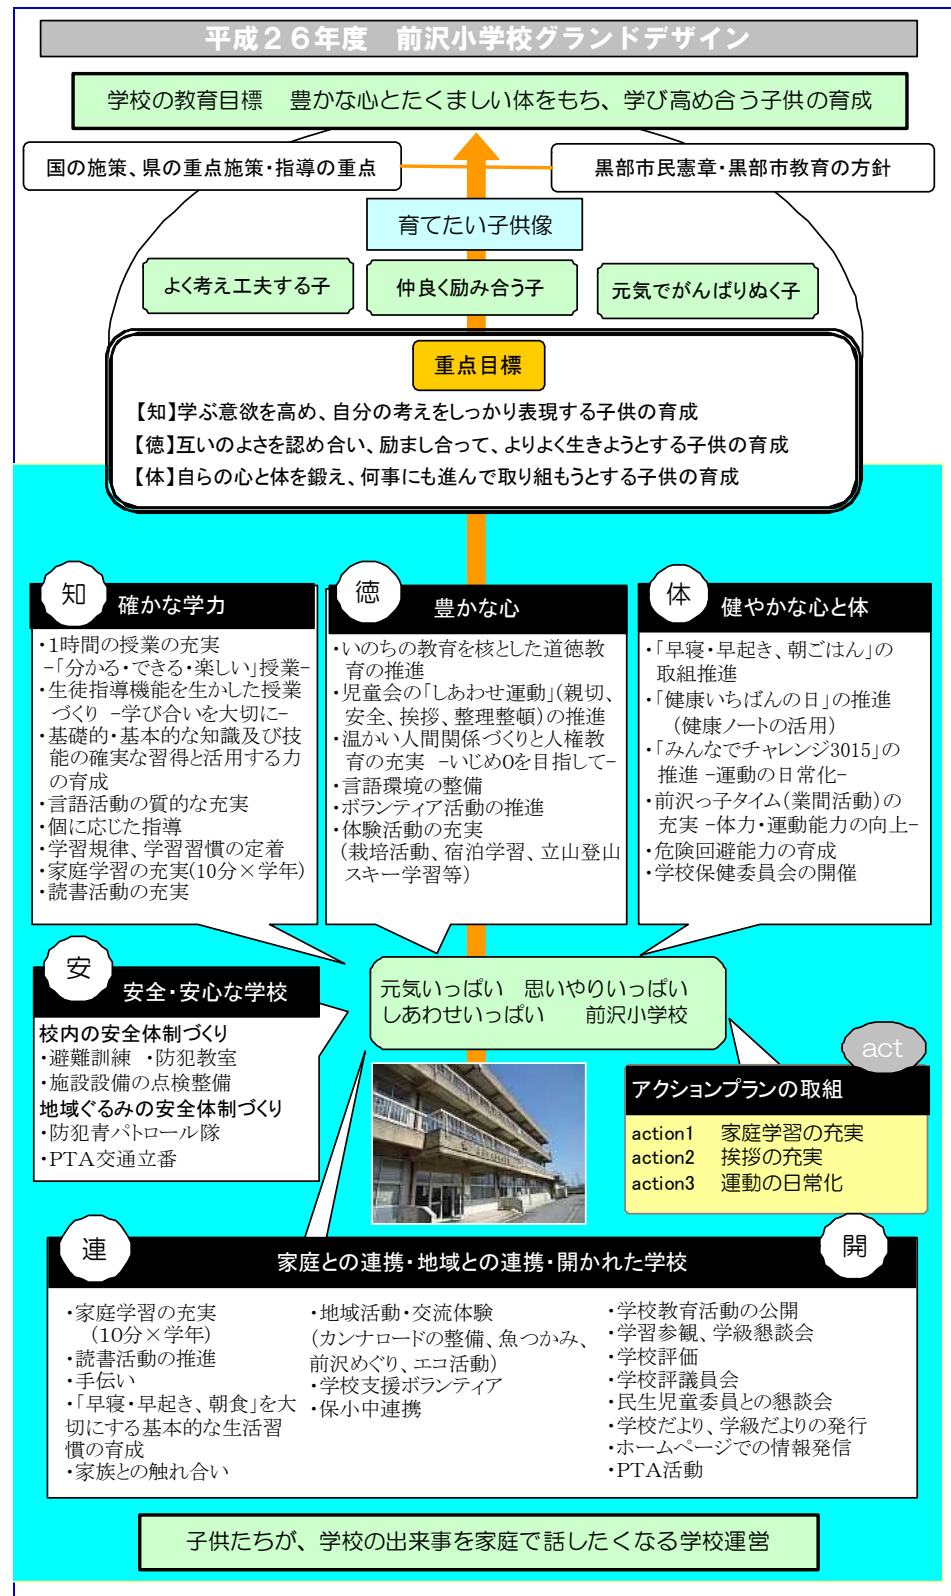 平成26年度　前沢小学校グランドデザイン
学校の教育目標　豊かな心とたくましい体をもち、学び高め合う子供の育成
国の施策、県の重点施策・指導の重点
黒部市民憲章・黒部市教育の方針
育てたい子供像
よく考え工夫する子
仲良く励み合う子
元気でがんばりぬく子
重点目標
【知】学ぶ意欲を高め、自分の考えをしっかり表現する子供の育成
【徳】互いのよさを認め合い、励まし合って、よりよく生きようとする子供の育成
【体】自らの心と体を鍛え、何事にも進んで取り組もうとする子供の育成
知
確かな学力
・1時間の授業の充実
－「分かる・できる・楽しい」授業－
・生徒指導機能を生かした授業
づくり　－学び合いを大切に－
・基礎的・基本的な知識及び技
能の確実な習得と活用する力
の育成
・言語活動の質的な充実
・個に応じた指導
・学習規律、学習習慣の定着
・家庭学習の充実(10分×学年)
・読書活動の充実
徳
豊かな心
・いのちの教育を核とした道徳教
育の推進
・児童会の「しあわせ運動」(親切、
安全、挨拶、整理整頓)の推進
・温かい人間関係づくりと人権教
育の充実　－いじめ0を目指して－
・言語環境の整備
・ボランティア活動の推進
・体験活動の充実
(栽培活動、宿泊学習、立山登山
スキー学習等)
体
健やかな心と体
・「早寝・早起き、朝ごはん」の
取組推進
・「健康いちばんの日」の推進
（健康ノートの活用）
・「みんなでチャレンジ3015」の
推進 －運動の日常化－
・前沢っ子タイム(業間活動)の
充実 －体力・運動能力の向上－
・危険回避能力の育成
・学校保健委員会の開催
安
安全・安心な学校
校内の安全体制づくり
・避難訓練　・防犯教室
・施設設備の点検整備
地域ぐるみの安全体制づくり
・防犯青パトロール隊
・PTA交通立番
元気いっぱい　思いやりいっぱい
しあわせいっぱい　　前沢小学校
act
アクションプランの取組
action1　家庭学習の充実
action2　挨拶の充実
action3　運動の日常化
連
家庭との連携・地域との連携・開かれた学校
開
・家庭学習の充実
（10分×学年）
・読書活動の推進
・手伝い
・「早寝・早起き、朝食」を大
切にする基本的な生活習
慣の育成
・家族との触れ合い
・地域活動・交流体験
(カンナロードの整備、魚つかみ、
前沢めぐり、エコ活動)
・学校支援ボランティア
・保小中連携
・学校教育活動の公開
・学習参観、学級懇談会
・学校評価
・学校評議員会
・民生児童委員との懇談会
・学校だより、学級だよりの発行
・ホームページでの情報発信
・PTA活動
子供たちが、学校の出来事を家庭で話したくなる学校運営